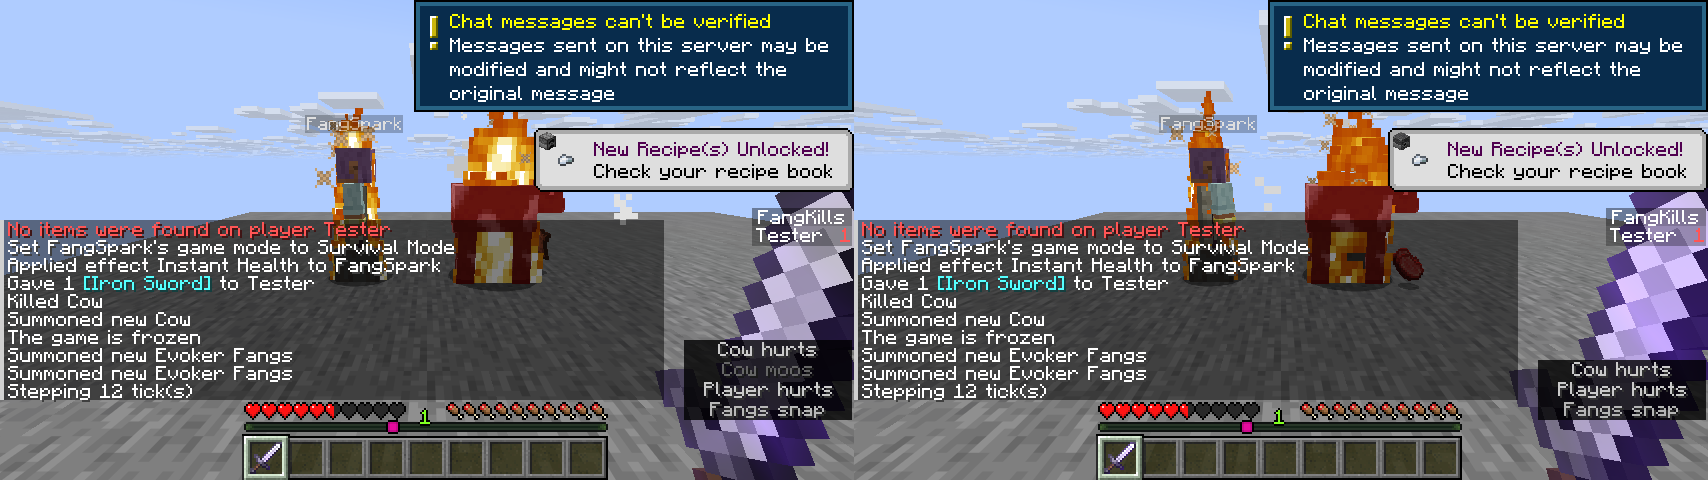 Chat messages can't be verified
Messages sent on this server may be
modified and might not reflect the
original message
FangSpark
New Recipe(s) Unlocked!
Check your recipe book
FangKills
Tester 1
No items were found on player Tester
Set FangSpark's game mode to Survival Mode
Applied effect Instant Health to FangSpark
Gave 1 [Iron Sword] to Tester
Killed Cow
Summoned new Cow
The game is frozen
Summoned new Evoker Fangs
Summoned new Evoker Fangs
Stepping 12 tick(s)
Cow hurts
Cow moos
Player hurts
Fangs snap
1
Chat messages can't be verified
Messages sent on this server may be
modified and might not reflect the
original message
FangSpark
New Recipe(s) Unlocked!
Check your recipe book
FangKills
Tester 1
No items were found on player Tester
Set FangSpark's game mode to Survival Mode
Applied effect Instant Health to FangSpark
Gave 1 [Iron Sword] to Tester
Killed Cow
Summoned new Cow
The game is frozen
Summoned new Evoker Fangs
Summoned new Evoker Fangs
Stepping 12 tick(s)
Cow hurts
Player hurts
Fangs snap
1